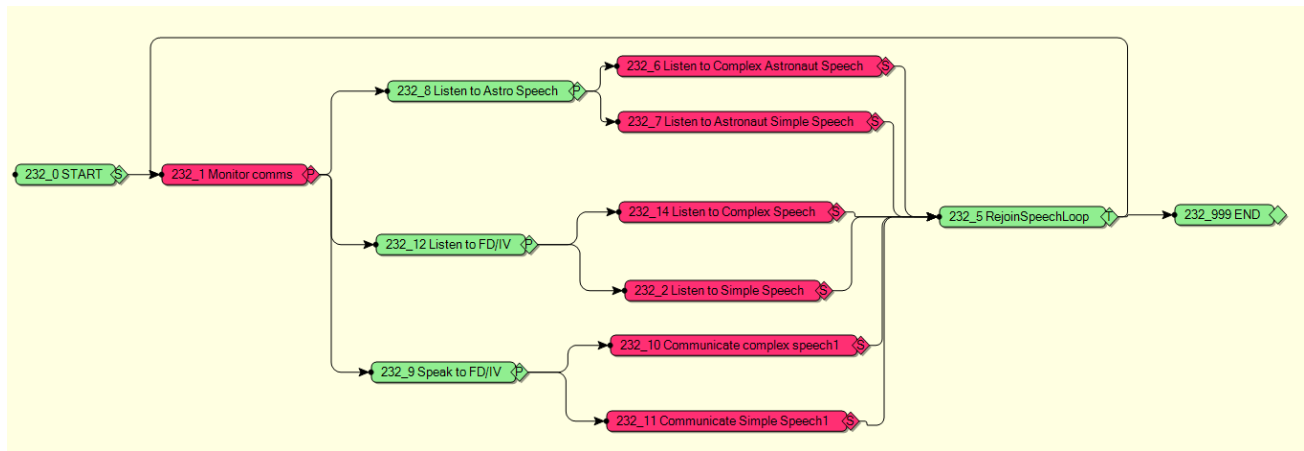 232_6 Listen to Complex Astronaut Speech S
232_8 Listen to Astro Speech P
232_7 Listen to Astronaut Simple Speech S
232_0 START S
232_1 Monitor comms P
232_14 Listen to Complex Speech S
232_5 RejoinSpeechLoop T
232_999 END
232_12 Listen to FD/IV P
232_2 Listen to Simple Speech S
232_10 Communicate complex speech1 S
232_9 Speak to FD/IV P
232_11 Communicate Simple Speech1 S